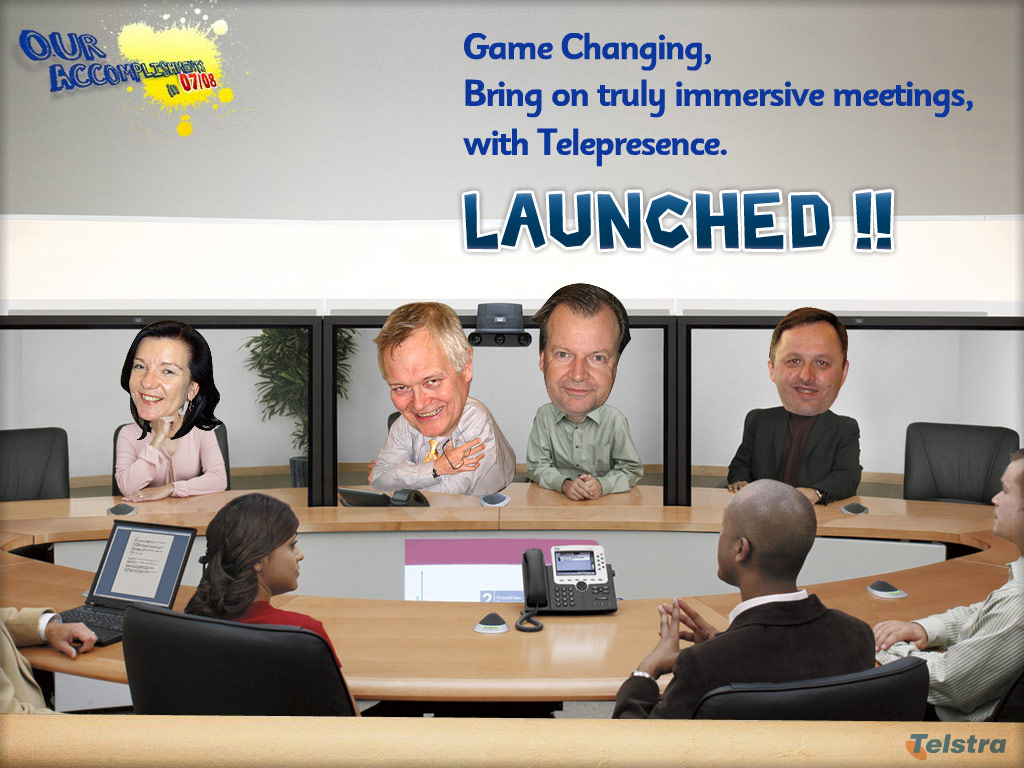 OUR
ACCOMPLISHMENTS
in 07/08
Game Changing,
Bring on truly immersive meetings,
with Telepresence.
LAUNCHED !!
Telstra